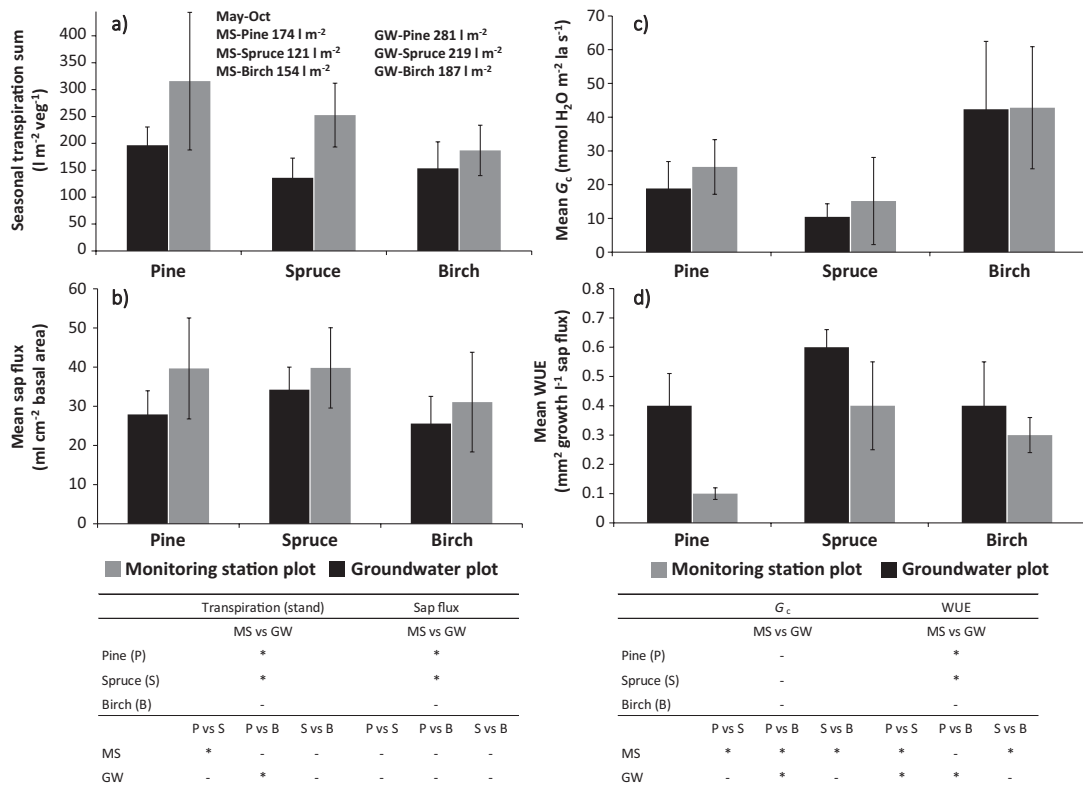 a)
May-Oct
MS-Pine 174 l m⁻² GW-Pine 281 l m⁻²
MS-Spruce 121 l m⁻² GW-Spruce 219 l m⁻²
MS-Birch 154 l m⁻² GW-Birch 187 l m⁻²
Seasonal transpiration sum
(l m⁻² veg⁻¹)
400
350
300
250
200
150
100
50
0
Pine Spruce Birch
c)
Mean G_c (mmol H₂O m⁻² la s⁻¹)
70
60
50
40
30
20
10
0
Pine Spruce Birch
b)
Mean sap flux
(ml cm⁻² basal area)
60
50
40
30
20
10
0
Pine Spruce Birch
Monitoring station plot Groundwater plot
d)
Mean WUE
(mm² growth l⁻¹ sap flux)
0.8
0.7
0.6
0.5
0.4
0.3
0.2
0.1
0
Pine Spruce Birch
Monitoring station plot Groundwater plot
Transpiration (stand) Sap flux
MS vs GW MS vs GW
Pine (P) * *
Spruce (S) * *
Birch (B) - -
P vs S P vs B S vs B P vs S P vs B S vs B
MS * - - - - -
GW - * - - - -
G_c WUE
MS vs GW MS vs GW
Pine (P) - *
Spruce (S) - *
Birch (B) - -
P vs S P vs B S vs B P vs S P vs B S vs B
MS * * * * - *
GW - * - * * -